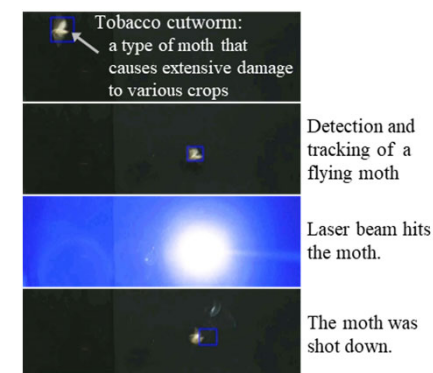 Tobacco cutworm:
a type of moth that
causes extensive damage
to various crops
Detection and
tracking of a
flying moth
Laser beam hits
the moth.
The moth was
shot down.